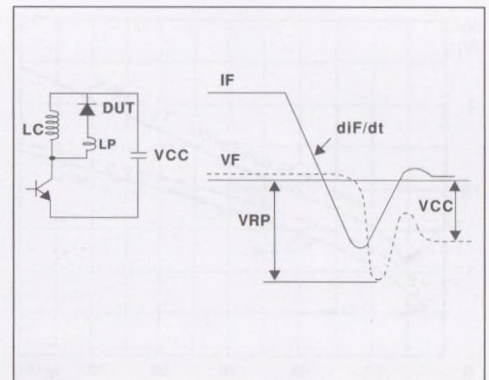 IF
DUT
diF/dt
LC
LP
VCC
VF
VRP
VCC